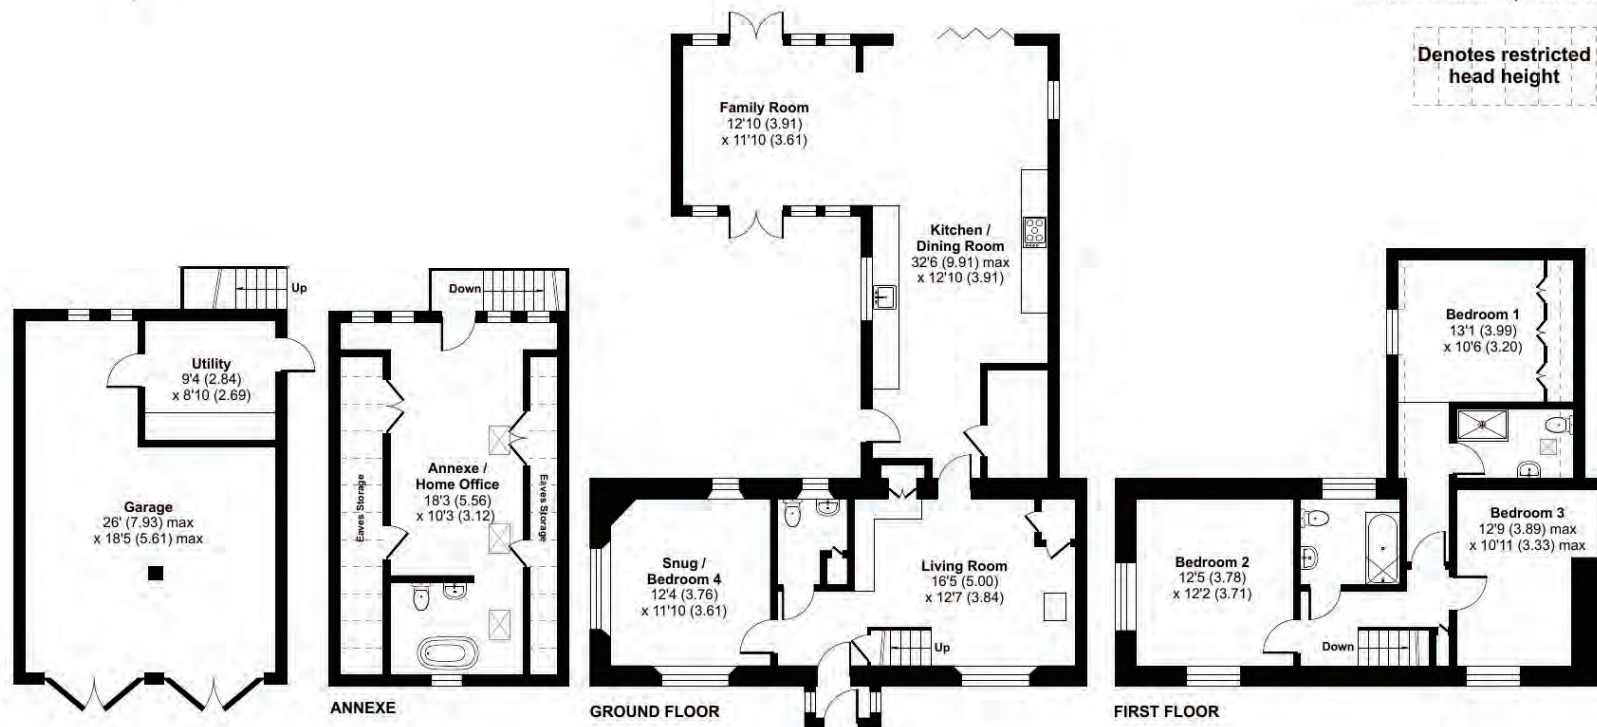 Denotes restricted
head height
Family Room
12'10 (3.91)
x 11'10 (3.61)
Kitchen /
Dining Room
32'6 (9.91) max
x 12'10 (3.91)
Up
Down
Utility
9'4 (2.84)
x 8'10 (2.69)
Bedroom 1
13'1 (3.99)
x 10'6 (3.20)
Garage
26' (7.93) max
x 18'5 (5.61) max
Eaves Storage
Annexe /
Home Office
18'3 (5.56)
x 10'3 (3.12)
Eaves Storage
Snug /
Bedroom 4
12'4 (3.76)
x 11'10 (3.61)
Living Room
16'5 (5.00)
x 12'7 (3.84)
Up
Bedroom 2
12'5 (3.78)
x 12'2 (3.71)
Bedroom 3
12'9 (3.89) max
x 10'11 (3.33) max
Down
ANNEXE
GROUND FLOOR
FIRST FLOOR